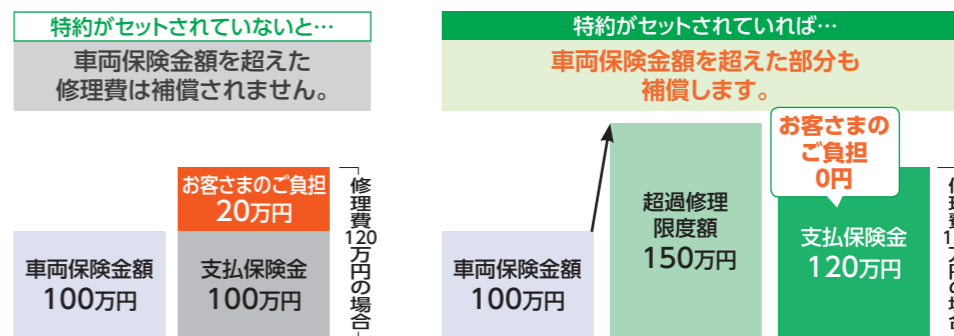 特約がセットされていないと…
車両保険金額を超えた
修理費は補償されません。
車両保険金額
100万円
お客さまのご負担
20万円
支払保険金
100万円
修理費120万円の場合
特約がセットされていれば…
車両保険金額を超えた部分も
補償します。
車両保険金額
100万円
超過修理
限度額
150万円
お客さまの
ご負担
0円
支払保険金
120万円